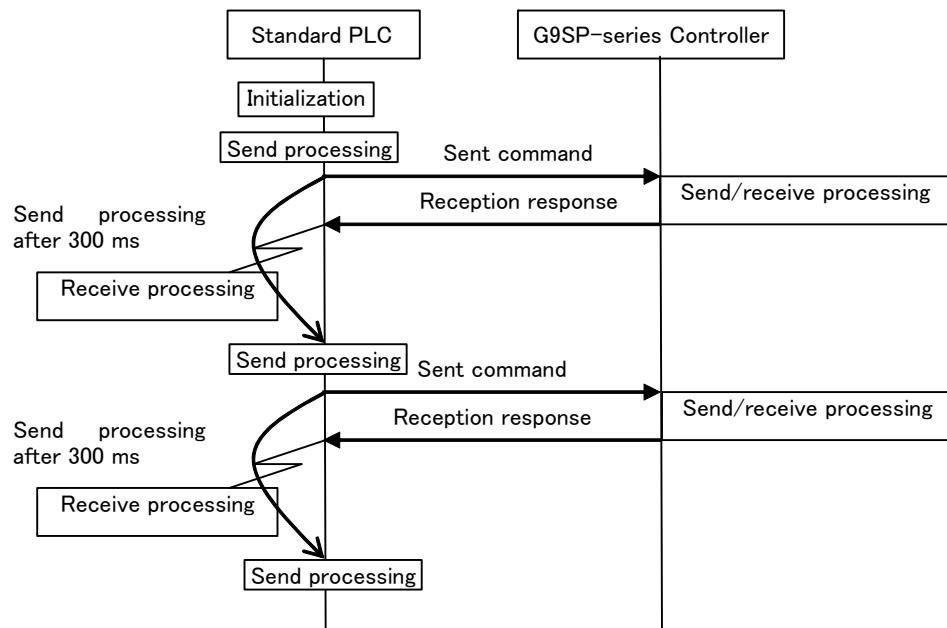 Standard PLC
G9SP-series Controller
Initialization
Send processing
Sent command
Send/receive processing
Reception response
Send processing
after 300 ms
Receive processing
Send processing
Sent command
Send/receive processing
Reception response
Send processing
after 300 ms
Receive processing
Send processing